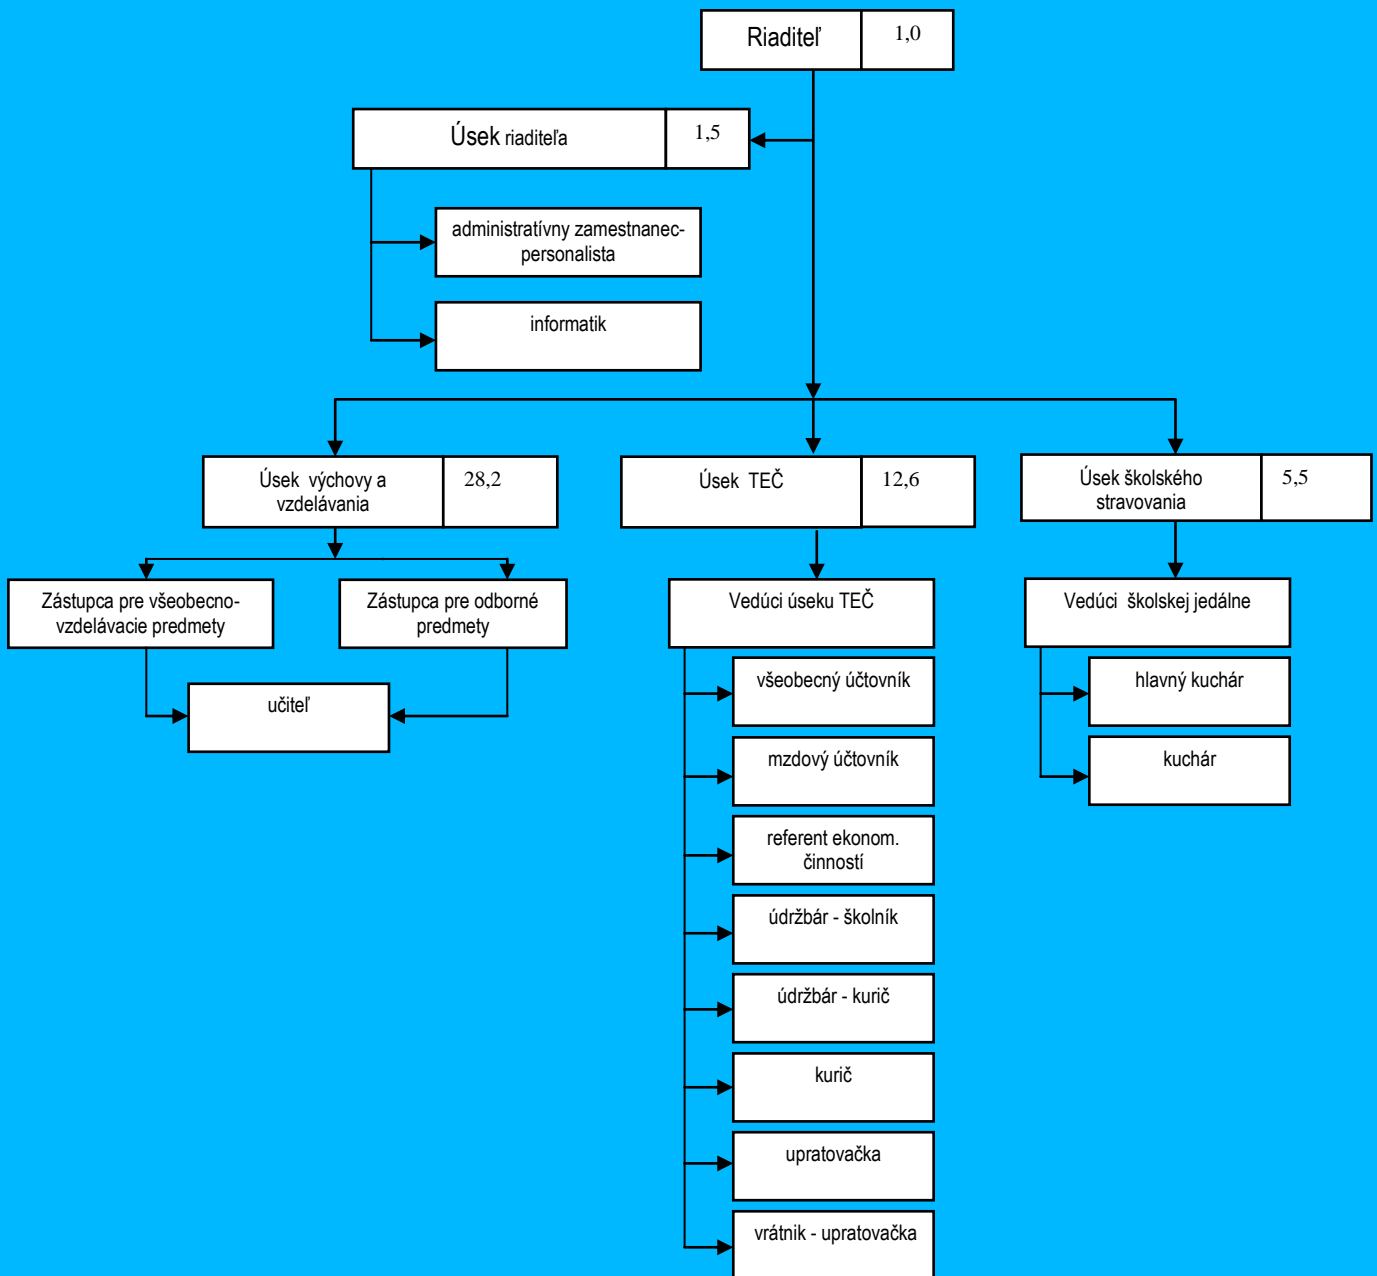 Riaditeľ 1,0
Úsek riaditeľa 1,5
administratívny zamestnanec-
personalista
informatik
Úsek výchovy a
vzdelávania
28,2
Úsek TEČ 12,6
Úsek školského
stravovania
5,5
Zástupca pre všeobecno-
vzdelávacie predmety
Zástupca pre odborné
predmety
učiteľ
Vedúci úseku TEČ
všeobecný účtovník
mzdový účtovník
referent ekonom.
činností
údržbár - školník
údržbár - kurič
kurič
upratovačka
vrátnik - upratovačka
Vedúci školskej jedálne
hlavný kuchár
kuchár